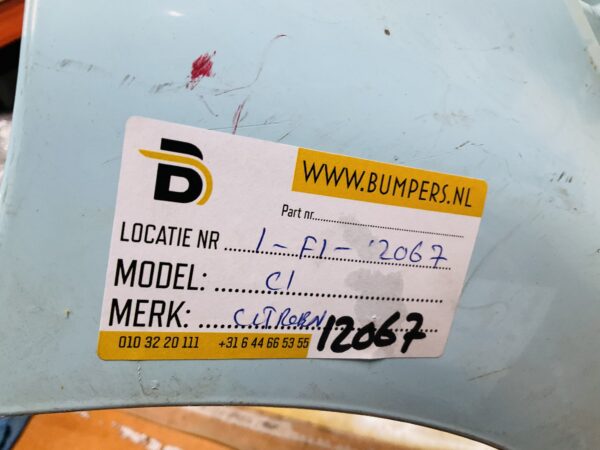 B
WWW.BUMPERS.NL
Part nr.
LOCATIE NR 1-F1-12067
MODEL: C1
MERK: CITROEN
12067
010 32 20 111 +31 6 44 66 53 55